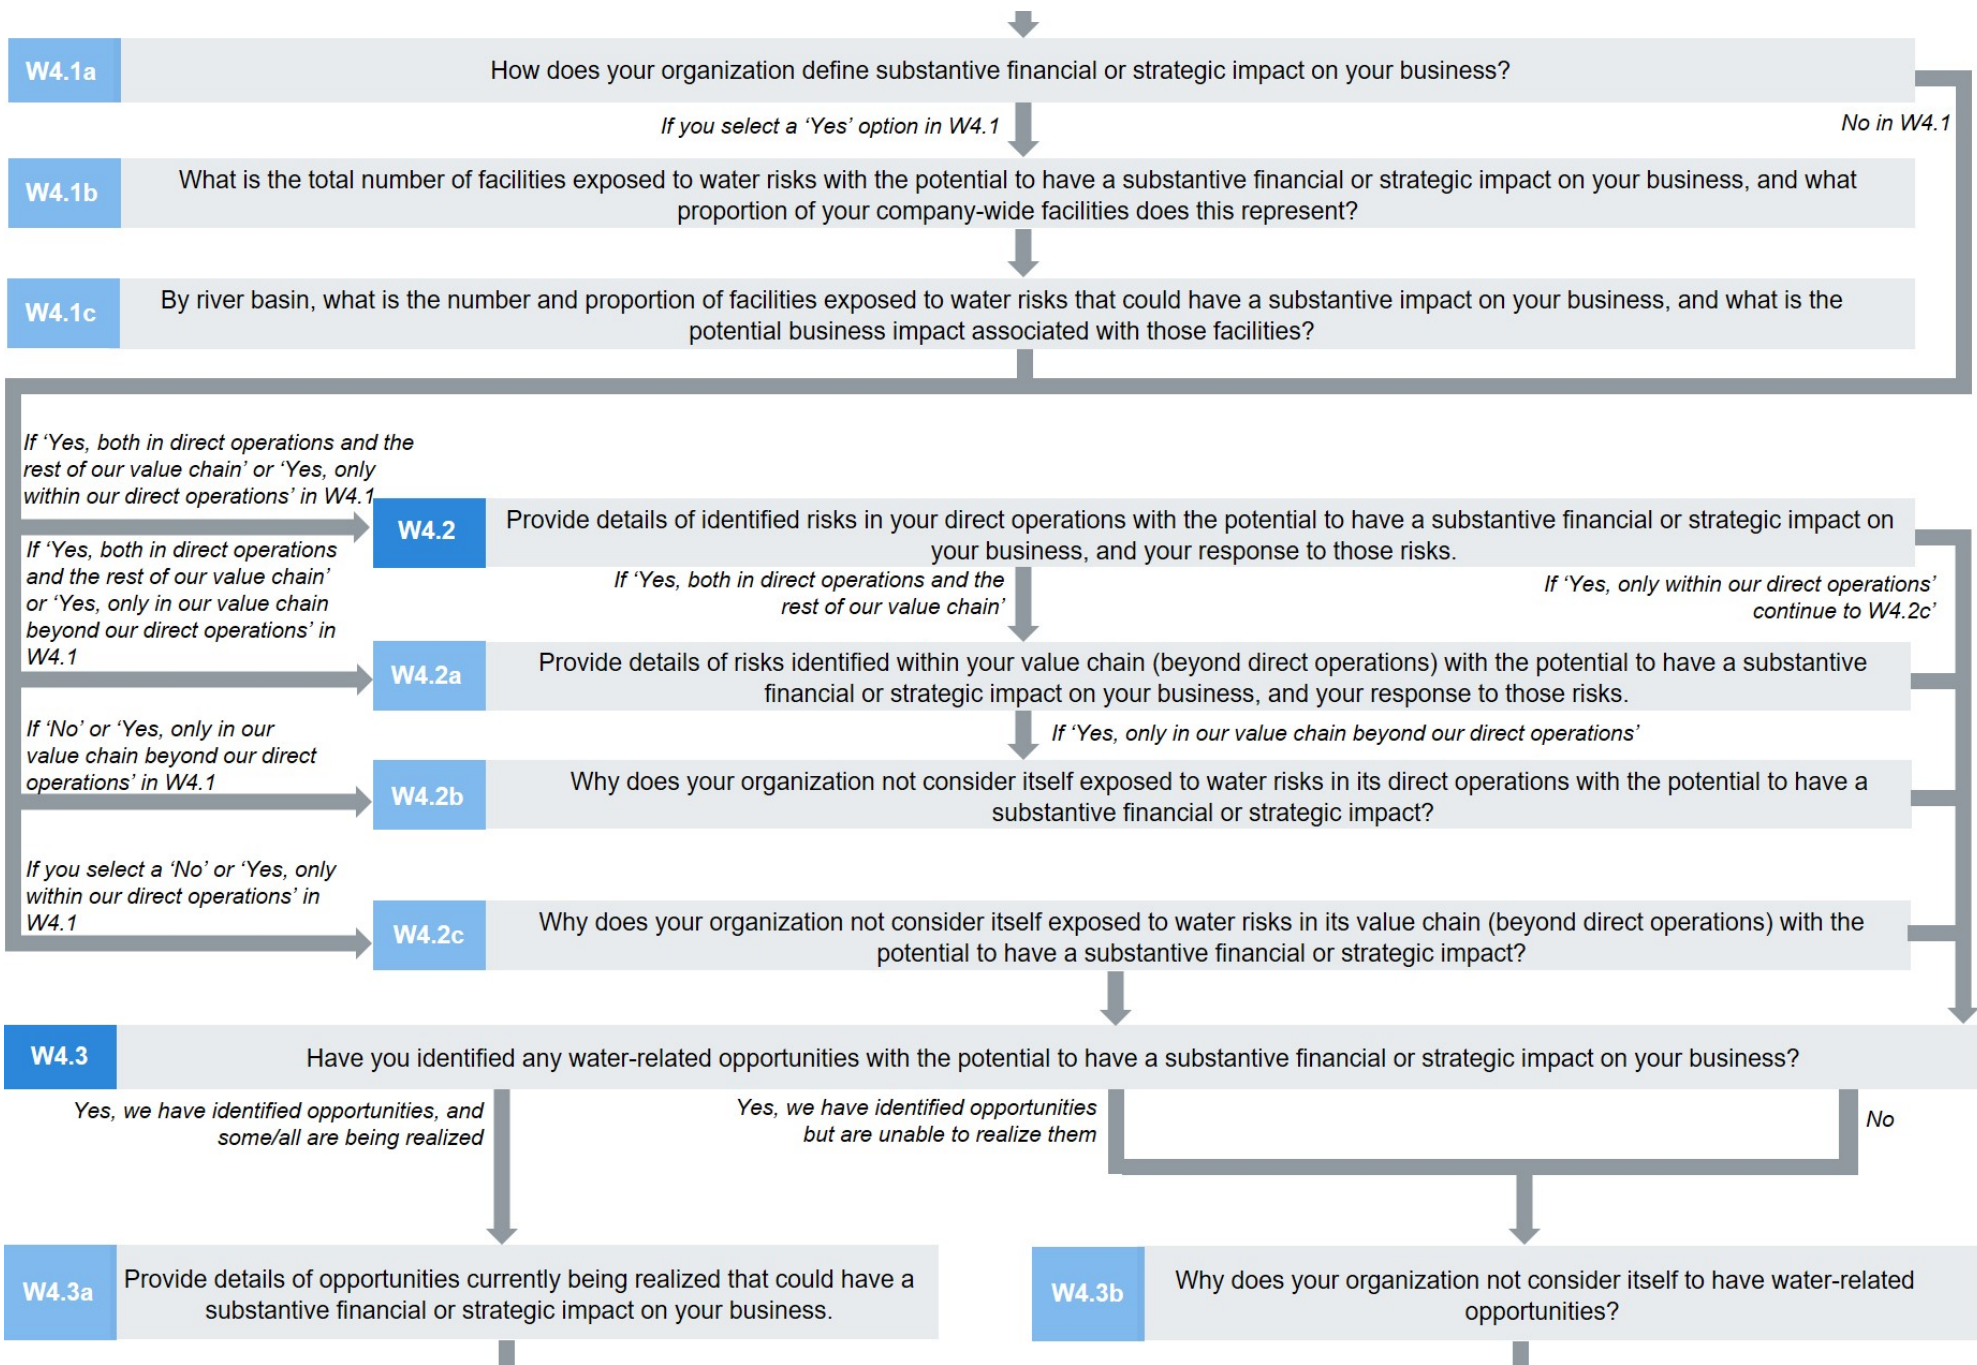 W4.1a
How does your organization define substantive financial or strategic impact on your business?
If you select a ‘Yes’ option in W4.1
No in W4.1
W4.1b
What is the total number of facilities exposed to water risks with the potential to have a substantive financial or strategic impact on your business, and what
proportion of your company-wide facilities does this represent?
W4.1c
By river basin, what is the number and proportion of facilities exposed to water risks that could have a substantive impact on your business, and what is the
potential business impact associated with those facilities?
If ‘Yes, both in direct operations and the
rest of our value chain’ or ‘Yes, only
within our direct operations’ in W4.1
W4.2
Provide details of identified risks in your direct operations with the potential to have a substantive financial or strategic impact on
your business, and your response to those risks.
If ‘Yes, both in direct operations
and the rest of our value chain’
or ‘Yes, only in our value chain
beyond our direct operations’ in
W4.1
If ‘Yes, both in direct operations and the
rest of our value chain’
If ‘Yes, only within our direct operations’
continue to W4.2c’
W4.2a
Provide details of risks identified within your value chain (beyond direct operations) with the potential to have a substantive
financial or strategic impact on your business, and your response to those risks.
If ‘No’ or ‘Yes, only in our
value chain beyond our direct
operations’ in W4.1
If ‘Yes, only in our value chain beyond our direct operations’
W4.2b
Why does your organization not consider itself exposed to water risks in its direct operations with the potential to have a
substantive financial or strategic impact?
If you select a ‘No’ or ‘Yes, only
within our direct operations’ in
W4.1
W4.2c
Why does your organization not consider itself exposed to water risks in its value chain (beyond direct operations) with the
potential to have a substantive financial or strategic impact?
W4.3
Have you identified any water-related opportunities with the potential to have a substantive financial or strategic impact on your business?
Yes, we have identified opportunities, and
some/all are being realized
Yes, we have identified opportunities
but are unable to realize them
No
W4.3a
Provide details of opportunities currently being realized that could have a
substantive financial or strategic impact on your business.
W4.3b
Why does your organization not consider itself to have water-related
opportunities?